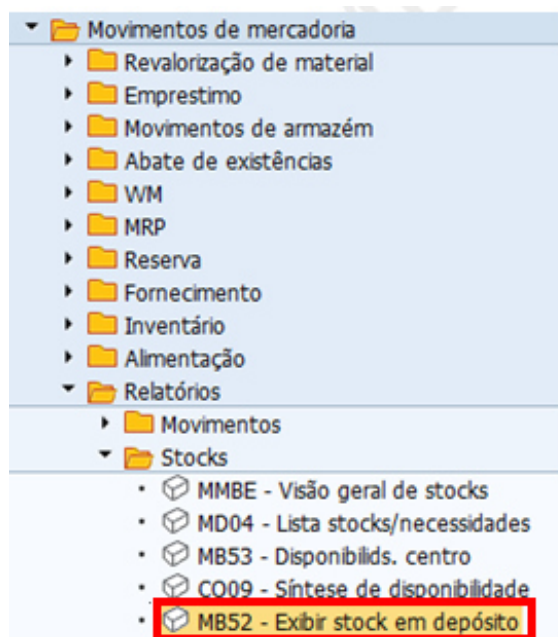 Movimentos de mercadoria
Revalorização de material
Emprestimo
Movimentos de armazém
Abate de existências
WM
MRP
Reserva
Fornecimento
Inventário
Alimentação
Relatórios
Movimentos
Stocks
MMBE - Visão geral de stocks
MD04 - Lista stocks/necessidades
MB53 - Disponibilids. centro
CO09 - Síntese de disponibilidade
MB52 - Exibir stock em depósito